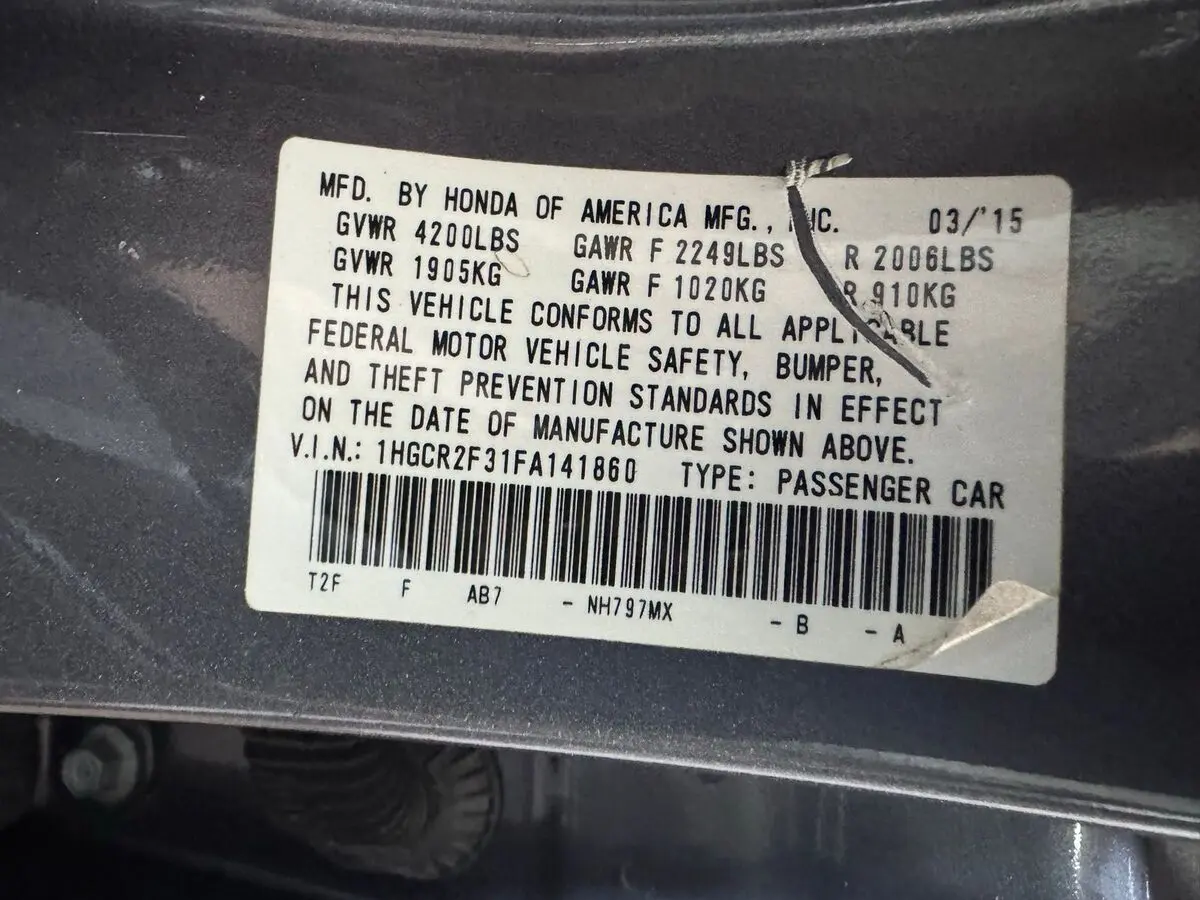 MFD. BY HONDA OF AMERICA MFG., INC. 03/'15
GVWR 4200LBS GAWR F 2249LBS R 2006LBS
GVWR 1905KG GAWR F 1020KG R 910KG
THIS VEHICLE CONFORMS TO ALL APPLICABLE
FEDERAL MOTOR VEHICLE SAFETY, BUMPER,
AND THEFT PREVENTION STANDARDS IN EFFECT
ON THE DATE OF MANUFACTURE SHOWN ABOVE.
V.I.N.: 1HGCR2F31FA141860 TYPE: PASSENGER CAR
T2F F AB7 - NH797MX - B - A